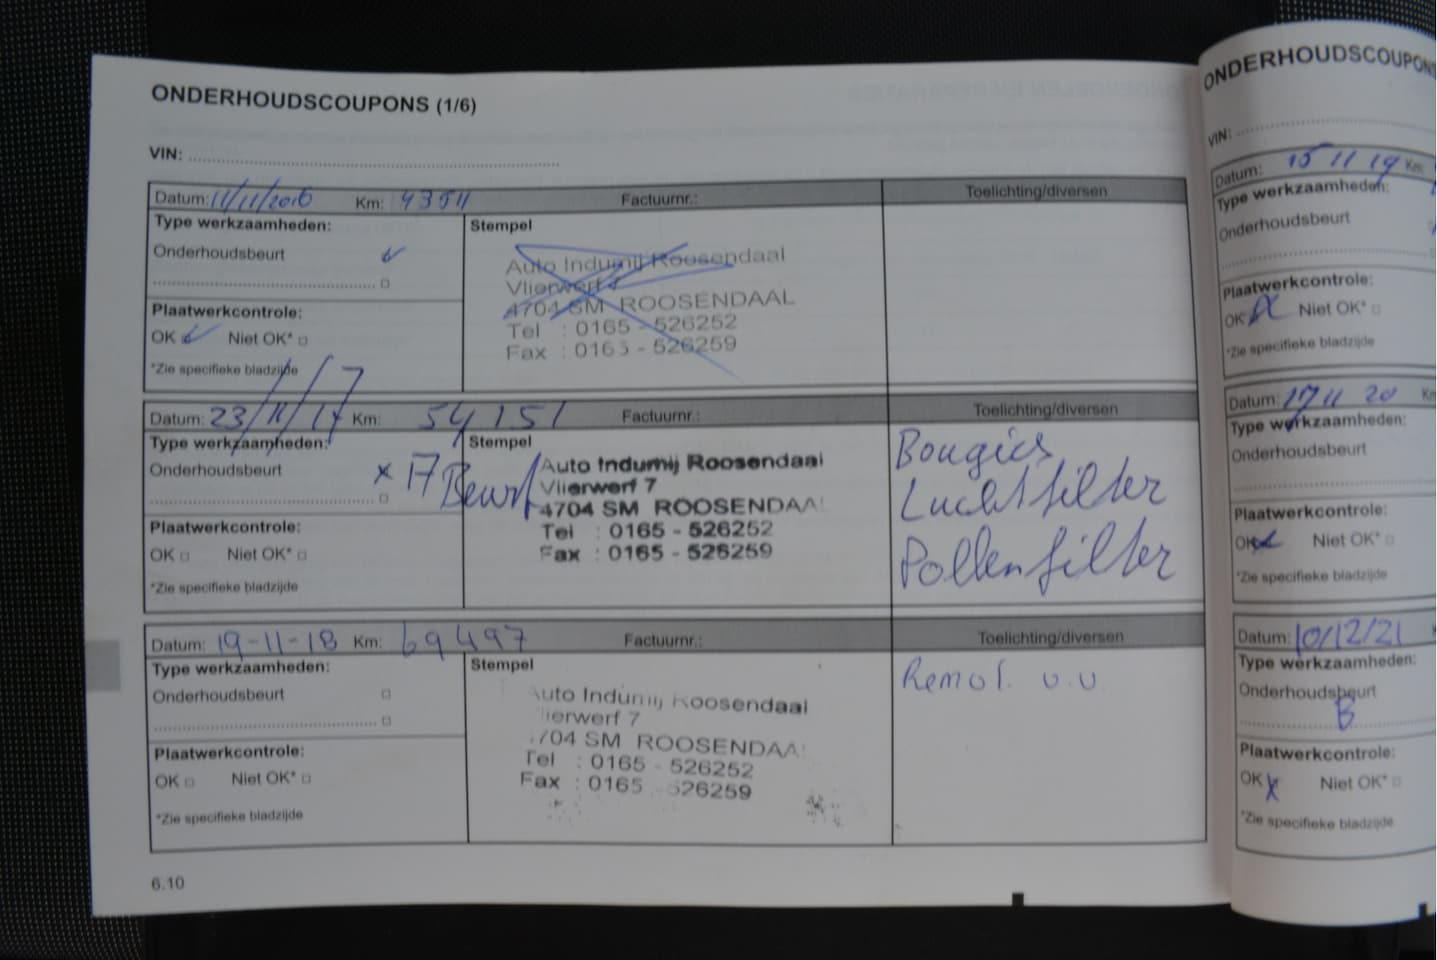 ONDERHOUDSCOUPONS (1/6)
VIN:
Datum: 11/11/2016 Km: 43511 Factuurnr.: Toelichting/diversen
Type werkzaamheden: Stempel
Onderhoudsbeurt
Auto Indumij Roosendaal
Vlierwerf 7
4704 SM ROOSENDAAL
Tel : 0165 - 526252
Fax : 0165 - 526259
Plaatwerkcontrole:
OK Niet OK*
*Zie specifieke bladzijde
Datum: 23/11/17 Km: 54151 Factuurnr.: Toelichting/diversen
Type werkzaamheden: Stempel
Onderhoudsbeurt x 17 Beurt
Auto Indumij Roosendaal
Vlierwerf 7
4704 SM ROOSENDAAL
Tel : 0165 - 526252
Fax : 0165 - 526259
Bougies
Luchtfilter
Pollenfilter
Plaatwerkcontrole:
OK Niet OK*
*Zie specifieke bladzijde
Datum: 19-11-18 Km: 69497 Factuurnr.: Toelichting/diversen
Type werkzaamheden: Stempel
Onderhoudsbeurt
Auto Indumij Roosendaal
Vlierwerf 7
4704 SM ROOSENDAAL
Tel : 0165 - 526252
Fax : 0165 - 526259
Remol. v.v
Plaatwerkcontrole:
OK Niet OK*
*Zie specifieke bladzijde
6.10
ONDERHOUDSCOUPON
VIN:
Datum: 15 11 19 Km:
Type werkzaamheden:
Onderhoudsbeurt
Plaatwerkcontrole:
OK Niet OK*
*Zie specifieke bladzijde
Datum: 17 11 20
Type werkzaamheden:
Onderhoudsbeurt
Plaatwerkcontrole:
OK Niet OK*
*Zie specifieke bladzijde
Datum: 10/12/21
Type werkzaamheden:
Onderhoudsbeurt
B
Plaatwerkcontrole:
OK x Niet OK*
*Zie specifieke bladzijde